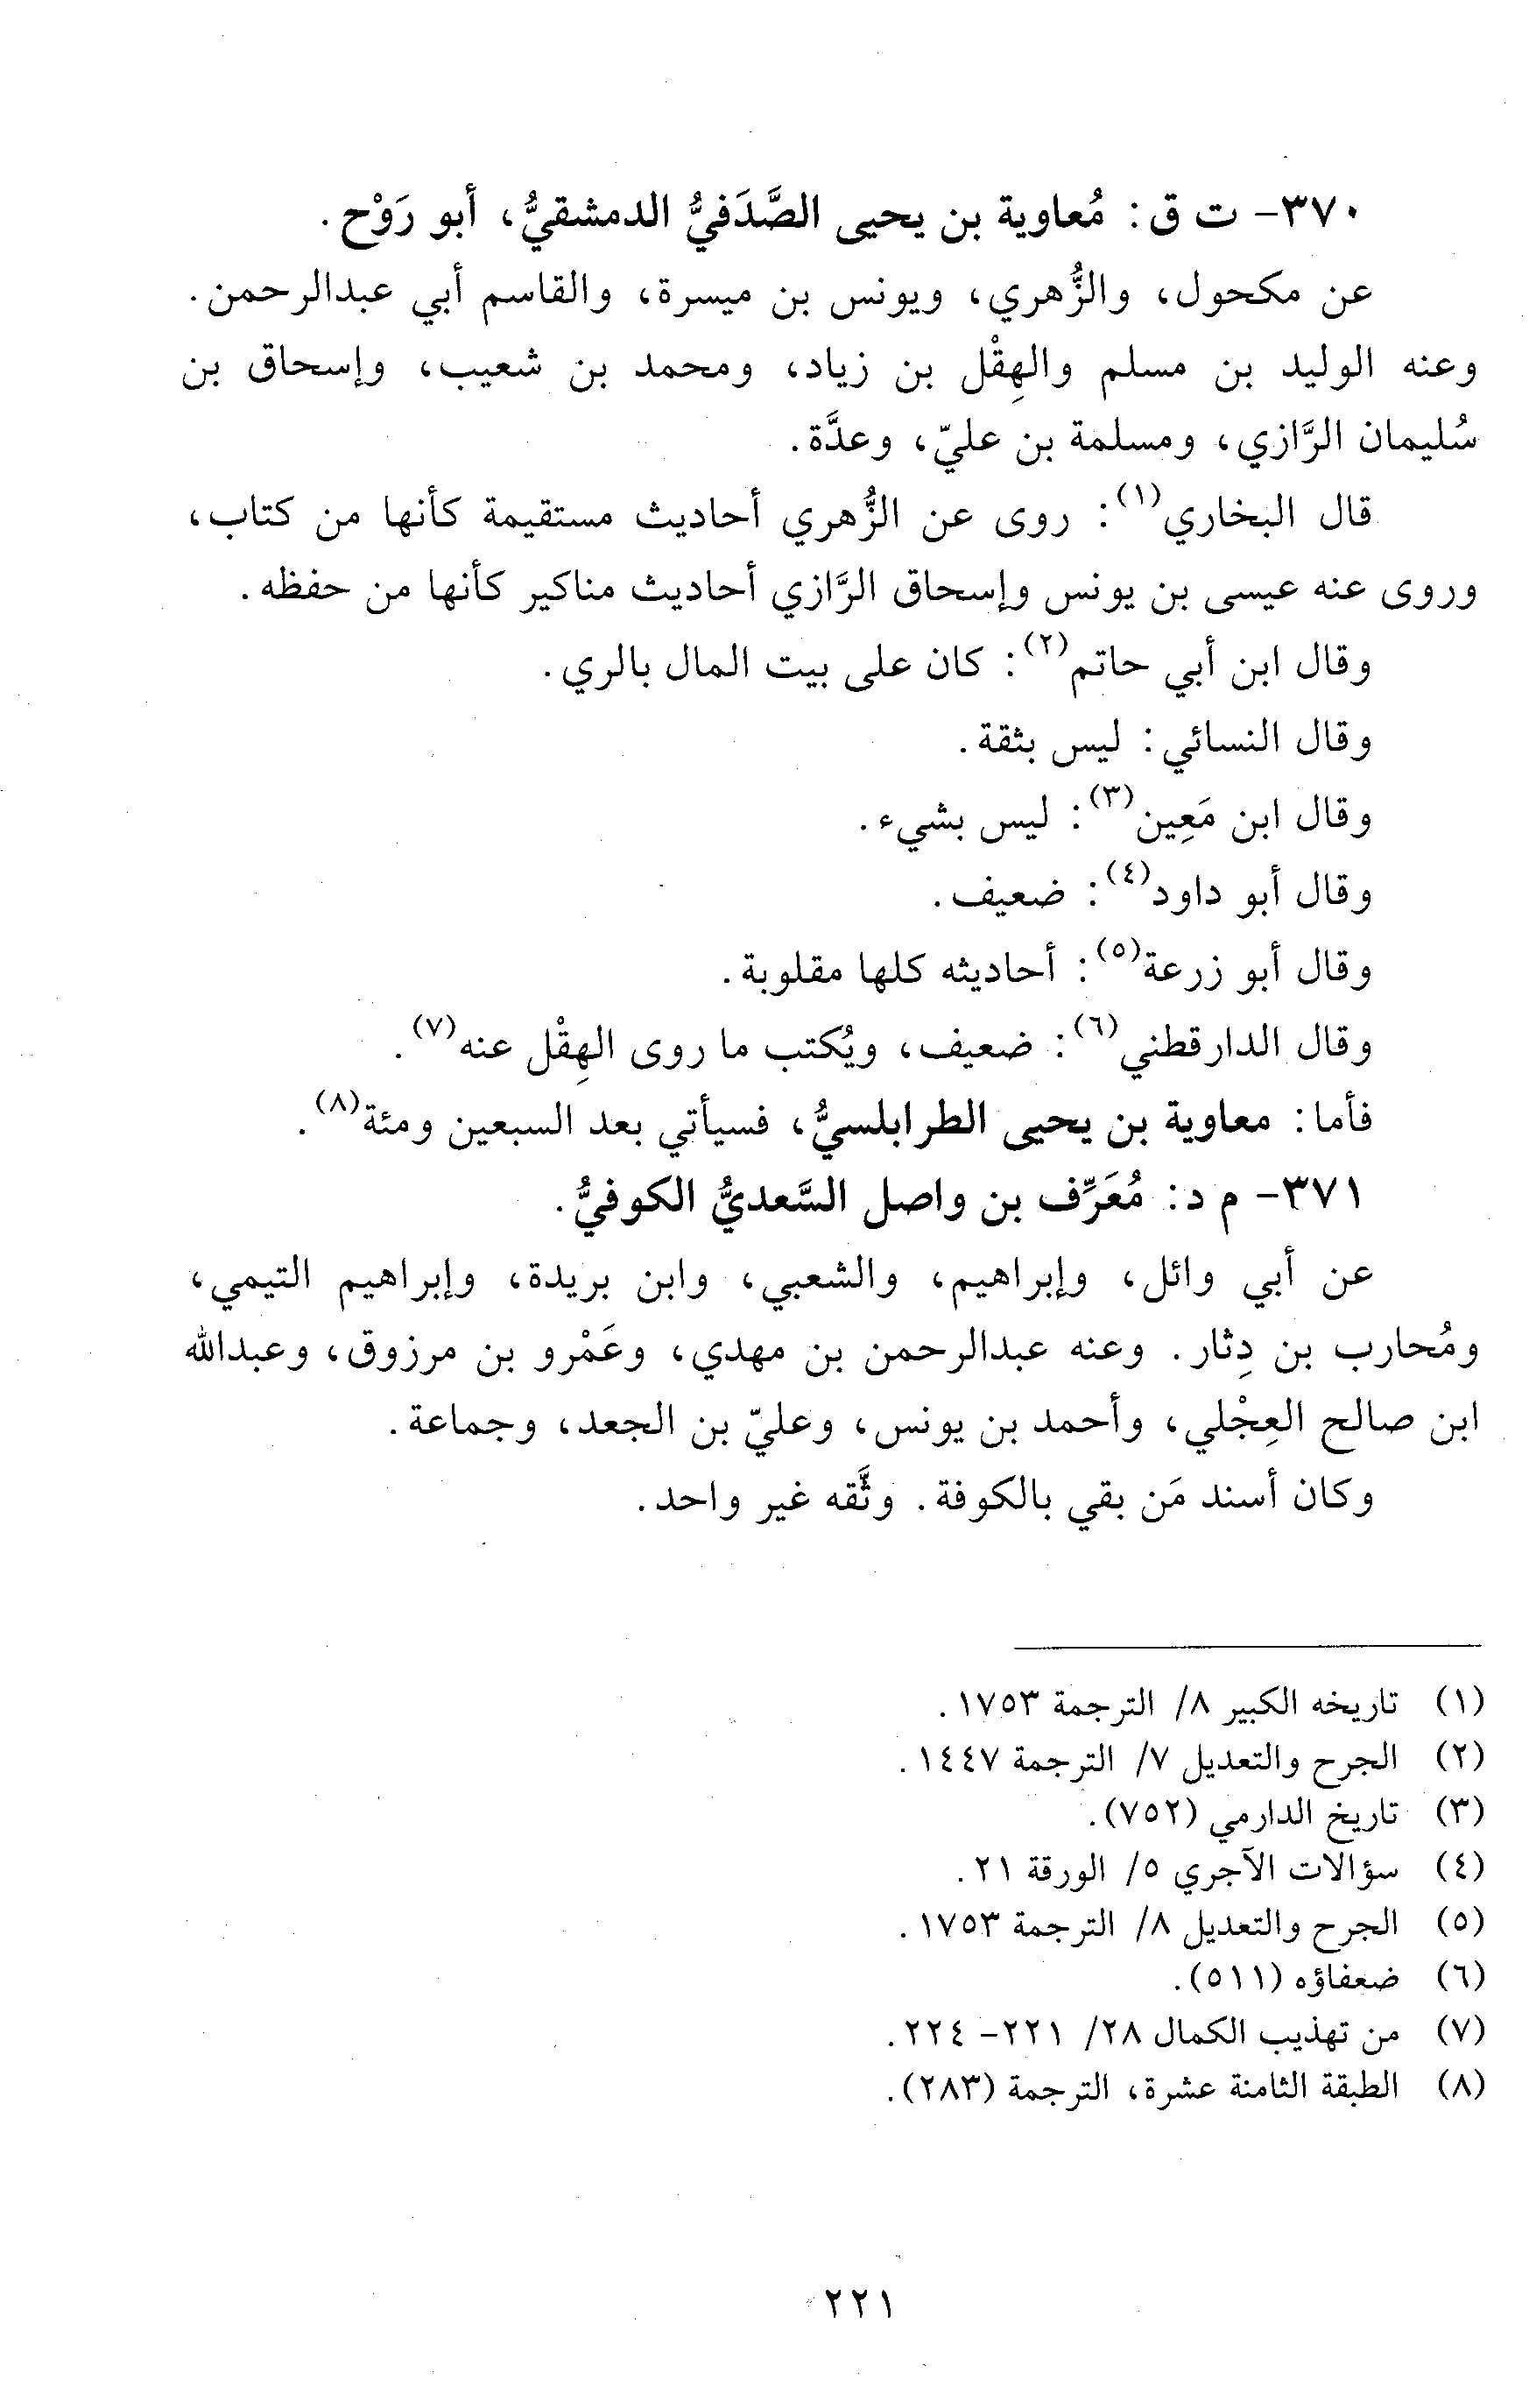 ٣٧٠- ت ق: مُعاوية بن يحيى الصَّدَفيُّ الدمشقيُّ، أبو رَوْح.
عن مكحول، والزُّهري، ويونس بن ميسرة، والقاسم أبي عبدالرحمن.
وعنه الوليد بن مسلم والهِقْل بن زياد، ومحمد بن شعيب، وإسحاق بن
سُليمان الرَّازي، ومسلمة بن عليّ، وعدَّة.
قال البخاري(١): روى عن الزُّهري أحاديث مستقيمة كأنها من كتاب،
وروى عنه عيسى بن يونس وإسحاق الرَّازي أحاديث مناكير كأنها من حفظه.
وقال ابن أبي حاتم(٢): كان على بيت المال بالري.
وقال النسائي: ليس بثقة.
وقال ابن مَعِين(٣): ليس بشيء.
وقال أبو داود(٤): ضعيف.
وقال أبو زرعة(٥): أحاديثه كلها مقلوبة.
وقال الدارقطني(٦): ضعيف، ويُكتب ما روى الهِقْل عنه(٧).
فأما: معاوية بن يحيى الطرابلسيُّ، فسيأتي بعد السبعين ومئة(٨).
٣٧١- م د: مُعَرِّف بن واصل السَّعديُّ الكوفيُّ.
عن أبي وائل، وإبراهيم، والشعبي، وابن بريدة، وإبراهيم التيمي،
ومُحارب بن دِثار. وعنه عبدالرحمن بن مهدي، وعَمْرو بن مرزوق، وعبدالله
ابن صالح العِجْلي، وأحمد بن يونس، وعليّ بن الجعد، وجماعة.
وكان أسند مَن بقي بالكوفة. وثَّقه غير واحد.
(١) تاريخه الكبير ٨/ الترجمة ١٧٥٣.
(٢) الجرح والتعديل ٧/ الترجمة ١٤٤٧.
(٣) تاريخ الدارمي (٧٥٢).
(٤) سؤالات الآجري ٥/ الورقة ٢١.
(٥) الجرح والتعديل ٨/ الترجمة ١٧٥٣.
(٦) ضعفاؤه (٥١١).
(٧) من تهذيب الكمال ٢٨/ ٢٢١- ٢٢٤.
(٨) الطبقة الثامنة عشرة، الترجمة (٢٨٣).
٢٢١